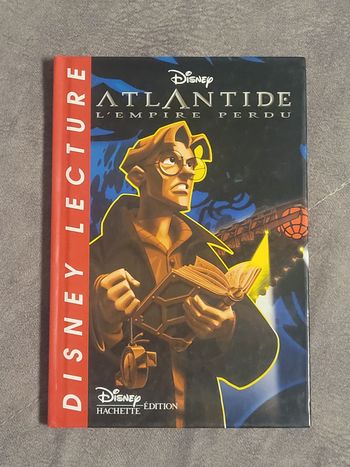 DISNEY LECTURE
Disney
ATLANTIDE
L'EMPIRE PERDU
Disney
HACHETTE ÉDITION